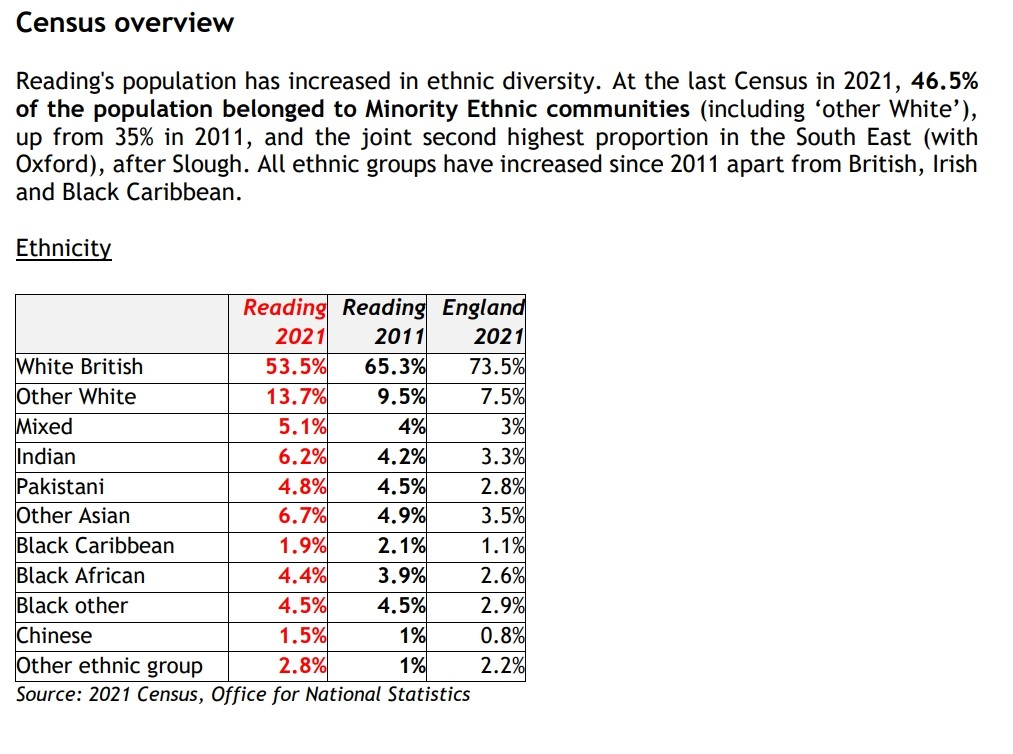 Census overview
Reading's population has increased in ethnic diversity. At the last Census in 2021, 46.5%
of the population belonged to Minority Ethnic communities (including ‘other White’),
up from 35% in 2011, and the joint second highest proportion in the South East (with
Oxford), after Slough. All ethnic groups have increased since 2011 apart from British, Irish
and Black Caribbean.
Ethnicity
Reading 2021 Reading 2011 England 2021
White British 53.5% 65.3% 73.5%
Other White 13.7% 9.5% 7.5%
Mixed 5.1% 4% 3%
Indian 6.2% 4.2% 3.3%
Pakistani 4.8% 4.5% 2.8%
Other Asian 6.7% 4.9% 3.5%
Black Caribbean 1.9% 2.1% 1.1%
Black African 4.4% 3.9% 2.6%
Black other 4.5% 4.5% 2.9%
Chinese 1.5% 1% 0.8%
Other ethnic group 2.8% 1% 2.2%
Source: 2021 Census, Office for National Statistics